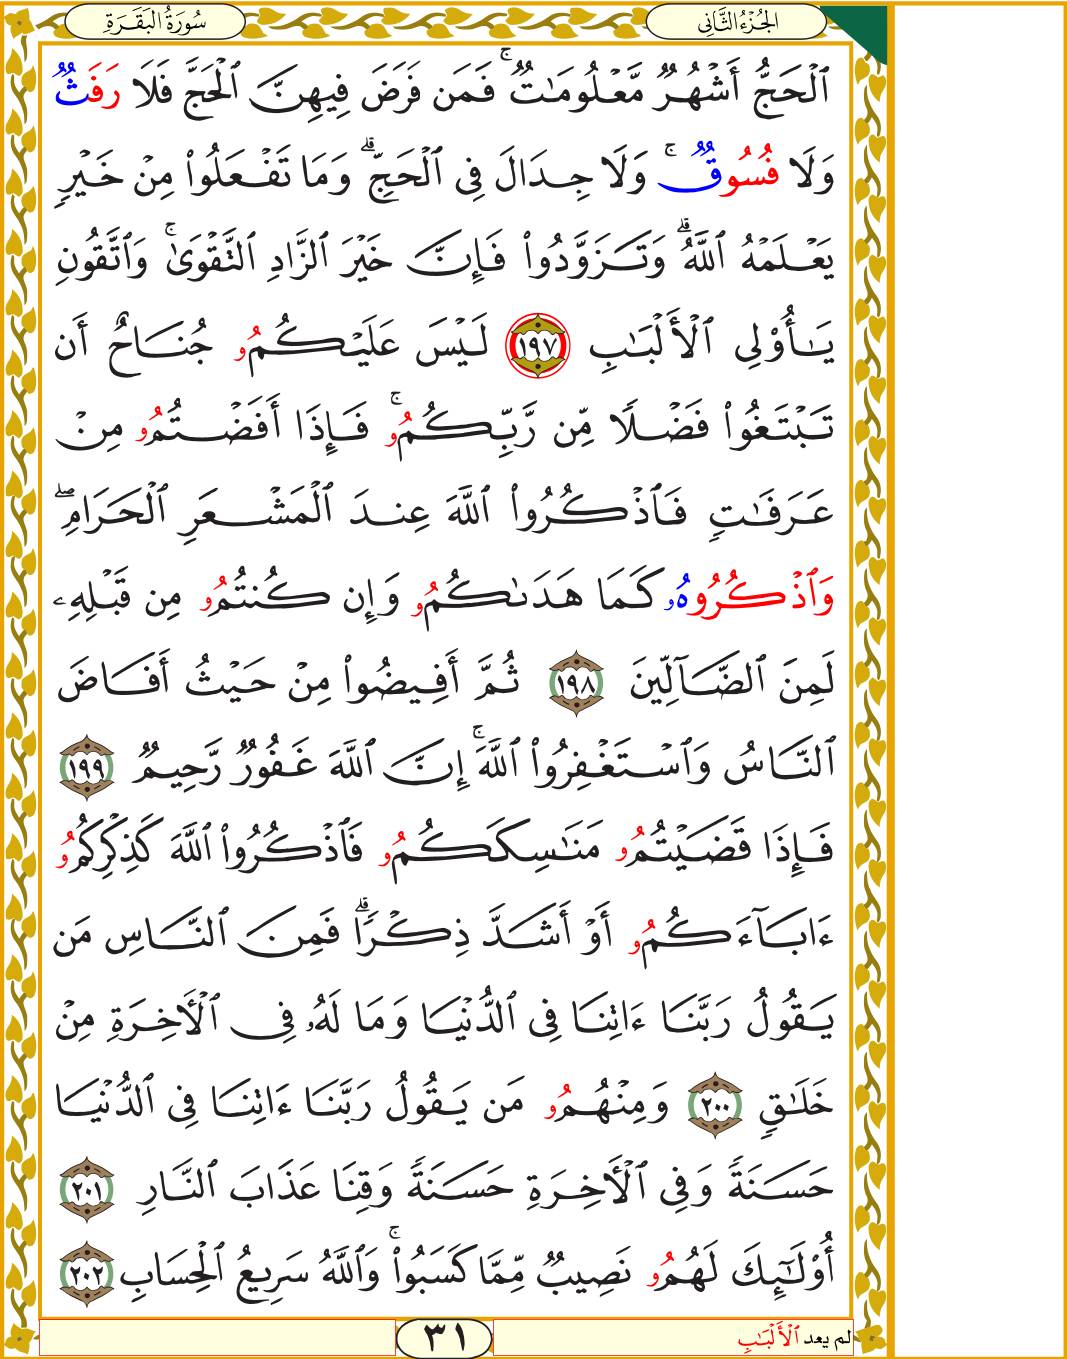 الجُزْءُ الثَّانِي
سُورَةُ البَقَرَةِ
ٱلۡحَجُّ أَشۡهُرٞ مَّعۡلُومَٰتٞۚ فَمَن فَرَضَ فِيهِنَّ ٱلۡحَجَّ فَلَا رَفَثٞ
وَلَا فُسُوقٞۚ وَلَا جِدَالَ فِي ٱلۡحَجِّۗ وَمَا تَفۡعَلُواْ مِنۡ خَيۡرٖ
يَعۡلَمۡهُ ٱللَّهُۗ وَتَزَوَّدُواْ فَإِنَّ خَيۡرَ ٱلزَّادِ ٱلتَّقۡوَىٰۚ وَٱتَّقُونِ
يَٰٓأُوْلِي ٱلۡأَلۡبَٰبِ ١٩٧ لَيۡسَ عَلَيۡكُمُۥ جُنَاحٌ أَن
تَبۡتَغُواْ فَضۡلٗا مِّن رَّبِّكُمُۥۚ فَإِذَآ أَفَضۡتُمُۥ مِنۡ
عَرَفَٰتٖ فَٱذۡكُرُواْ ٱللَّهَ عِندَ ٱلۡمَشۡعَرِ ٱلۡحَرَامِۖ
وَٱذۡكُرُوهُۥ كَمَا هَدَىٰكُمُۥ وَإِن كُنتُمُۥ مِن قَبۡلِهِۦ
لَمِنَ ٱلضَّآلِّينَ ١٩٨ ثُمَّ أَفِيضُواْ مِنۡ حَيۡثُ أَفَاضَ
ٱلنَّاسُ وَٱسۡتَغۡفِرُواْ ٱللَّهَۚ إِنَّ ٱللَّهَ غَفُورٞ رَّحِيمٞ ١٩٩
فَإِذَا قَضَيۡتُمُۥ مَنَٰسِكَكُمُۥ فَٱذۡكُرُواْ ٱللَّهَ كَذِكۡرِكُمُۥٓ
ءَابَآءَكُمُۥٓ أَوۡ أَشَدَّ ذِكۡرٗاۗ فَمِنَ ٱلنَّاسِ مَن
يَقُولُ رَبَّنَآ ءَاتِنَا فِي ٱلدُّنۡيَا وَمَا لَهُۥ فِي ٱلۡأٓخِرَةِ مِنۡ
خَلَٰقٖ ٢٠٠ وَمِنۡهُمُۥ مَن يَقُولُ رَبَّنَآ ءَاتِنَا فِي ٱلدُّنۡيَا
حَسَنَةٗ وَفِي ٱلۡأٓخِرَةِ حَسَنَةٗ وَقِنَا عَذَابَ ٱلنَّارِ ٢٠١
أُوْلَٰٓئِكَ لَهُمُۥ نَصِيبٞ مِّمَّا كَسَبُواْۚ وَٱللَّهُ سَرِيعُ ٱلۡحِسَابِ ٢٠٢
لم يعد ٱلۡأَلۡبَٰبِ
٣١